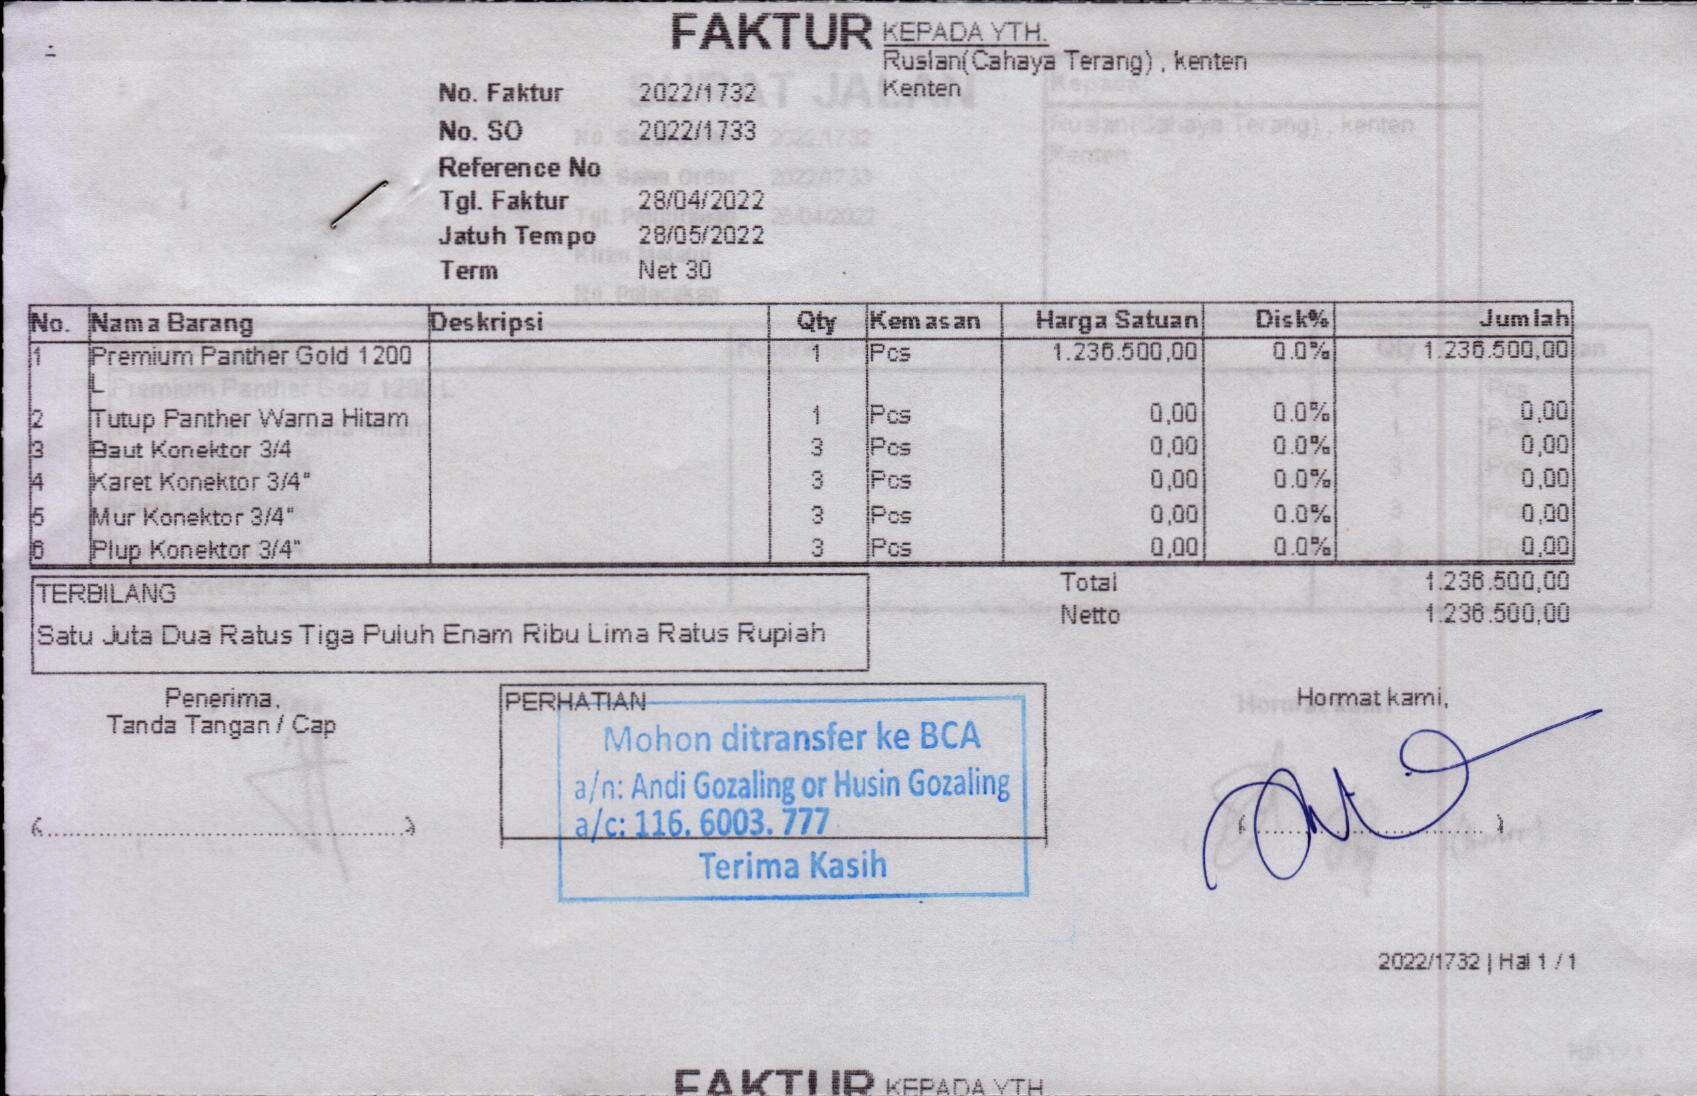 FAKTUR
KEPADA YTH.
Ruslan(Cahaya Terang) , kenten
Kenten
No. Faktur 2022/1732
No. SO 2022/1733
Reference No
Tgl. Faktur 28/04/2022
Jatuh Tempo 28/05/2022
Term Net 30
No. Nama Barang Deskripsi Qty Kemasan Harga Satuan Disk% Jumlah
1 Premium Panther Gold 1200 1 Pcs 1.236.500,00 0.0% 1.236.500,00
L
2 Tutup Panther Warna Hitam 1 Pcs 0,00 0.0% 0,00
3 Baut Konektor 3/4 3 Pcs 0,00 0.0% 0,00
4 Karet Konektor 3/4" 3 Pcs 0,00 0.0% 0,00
5 Mur Konektor 3/4" 3 Pcs 0,00 0.0% 0,00
6 Plup Konektor 3/4" 3 Pcs 0,00 0.0% 0,00
TERBILANG
Satu Juta Dua Ratus Tiga Puluh Enam Ribu Lima Ratus Rupiah
Total 1.236.500,00
Netto 1.236.500,00
Penerima.
Tanda Tangan / Cap
PERHATIAN
Mohon ditransfer ke BCA
a/n: Andi Gozaling or Husin Gozaling
a/c: 116. 6003. 777
Terima Kasih
Hormat kami,
2022/1732 | Hal 1 / 1
FAKTUR KEPADA YTH